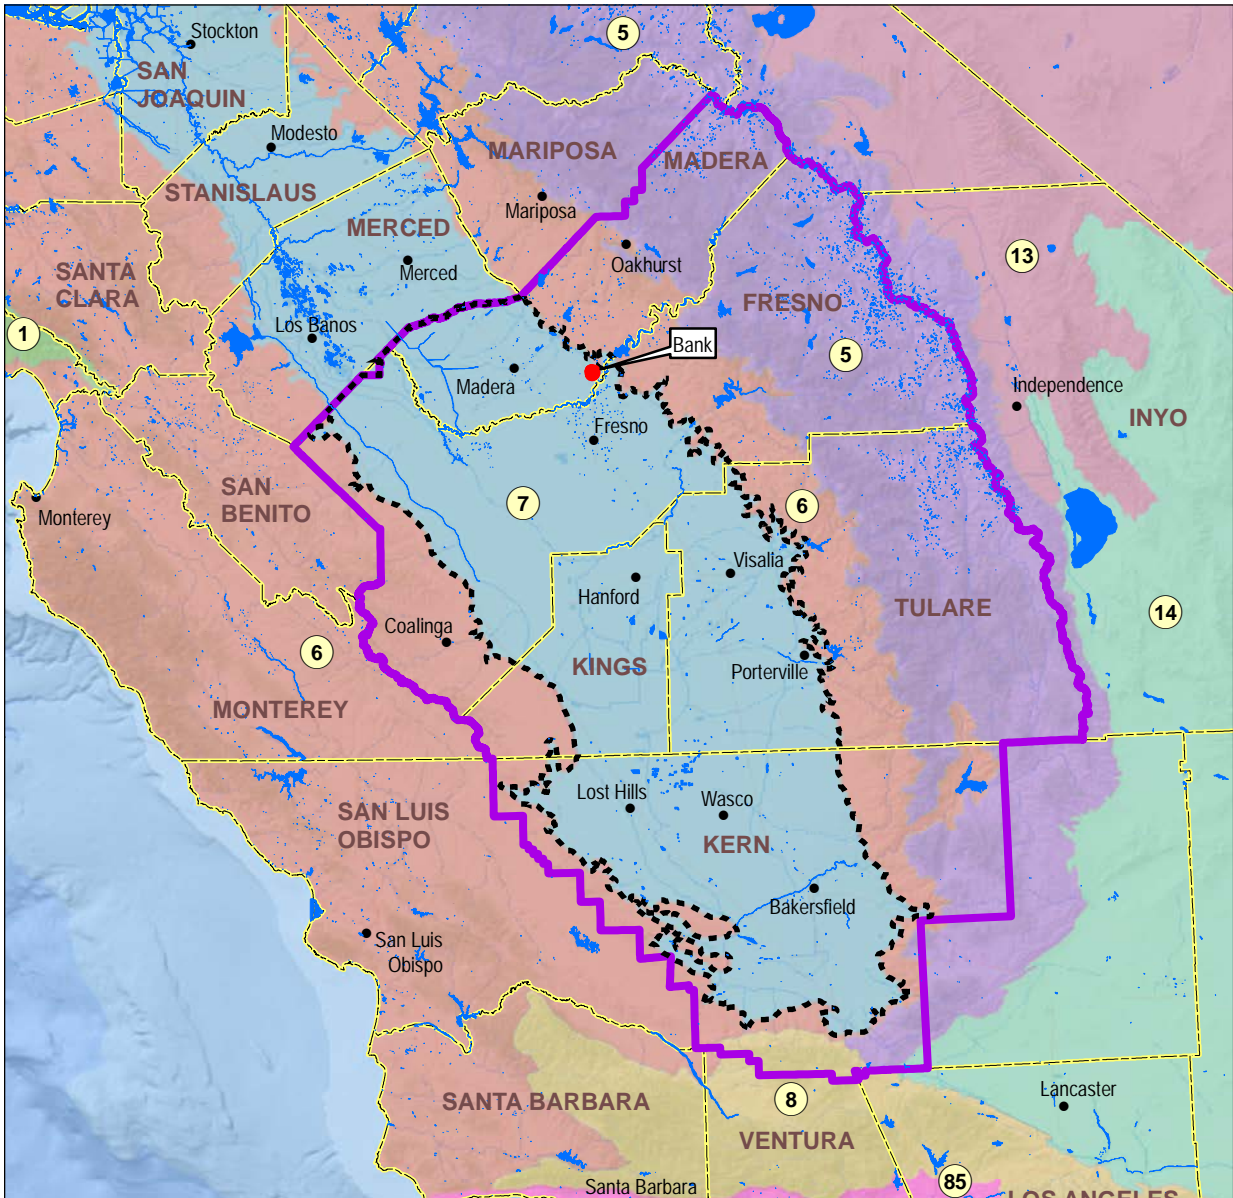 Stockton
5
SAN
JOAQUIN
Modesto
MARIPOSA
MADERA
STANISLAUS
Mariposa
MERCED
Oakhurst
13
SANTA
CLARA
Merced
FRESNO
Los Banos
1
Bank
5
Madera
Independence
INYO
Fresno
SAN
BENITO
Monterey
7
6
Visalia
Hanford
TULARE
14
Coalinga
6
KINGS
Porterville
MONTEREY
Lost Hills
Wasco
SAN LUIS
OBISPO
KERN
Bakersfield
San Luis
Obispo
Lancaster
SANTA BARBARA
8
VENTURA
Santa Barbara
85
LOS ANGELES